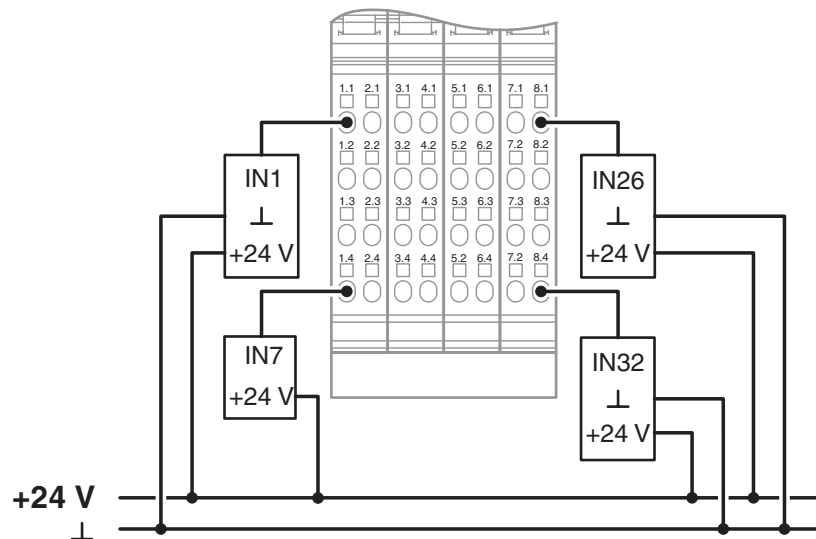 1.1 2.1 3.1 4.1 5.1 6.1 7.1 8.1
1.2 2.2 3.2 4.2 5.2 6.2 7.2 8.2
1.3 2.3 3.3 4.3 5.3 6.3 7.3 8.3
1.4 2.4 3.4 4.4 5.2 6.4 7.2 8.4
IN1
⊥
+24 V
IN7
+24 V
IN26
⊥
+24 V
IN32
⊥
+24 V
+24 V
⊥